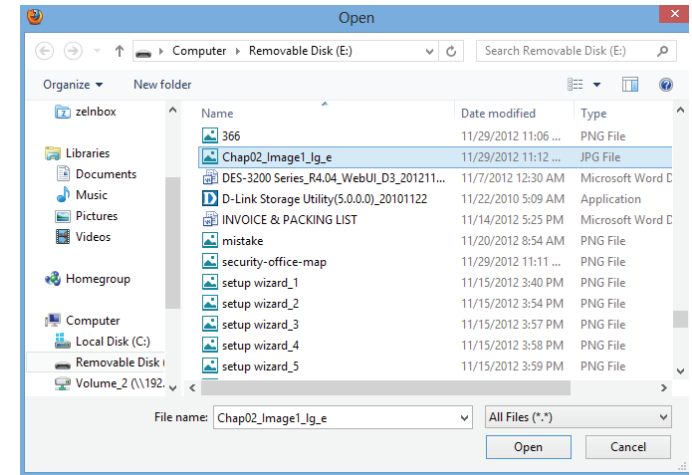 Open
Computer Removable Disk (E:) Search Removable Disk (E:)
Organize New folder
Name Date modified Type
zelnbox
Libraries
Documents
Music
Pictures
Videos
Homegroup
Computer
Local Disk (C:)
Removable Disk
Volume_2 (\\192.
366 11/29/2012 11:06 ... PNG File
Chap02_Image1_lg_e 11/29/2012 11:12 ... JPG File
DES-3200 Series_R4.04_WebUI_D3_201211... 11/7/2012 12:30 AM Microsoft Word D
D-Link Storage Utility(5.0.0.0)_20101122 11/22/2010 5:09 AM Application
INVOICE & PACKING LIST 11/14/2012 5:25 PM Microsoft Word D
mistake 11/20/2012 8:54 AM PNG File
security-office-map 11/29/2012 11:11 ... PNG File
setup wizard_1 11/15/2012 3:40 PM PNG File
setup wizard_2 11/15/2012 3:54 PM PNG File
setup wizard_3 11/15/2012 3:57 PM PNG File
setup wizard_4 11/15/2012 3:58 PM PNG File
setup wizard_5 11/15/2012 3:59 PM PNG File
File name: Chap02_Image1_lg_e All Files (*.*)
Open Cancel